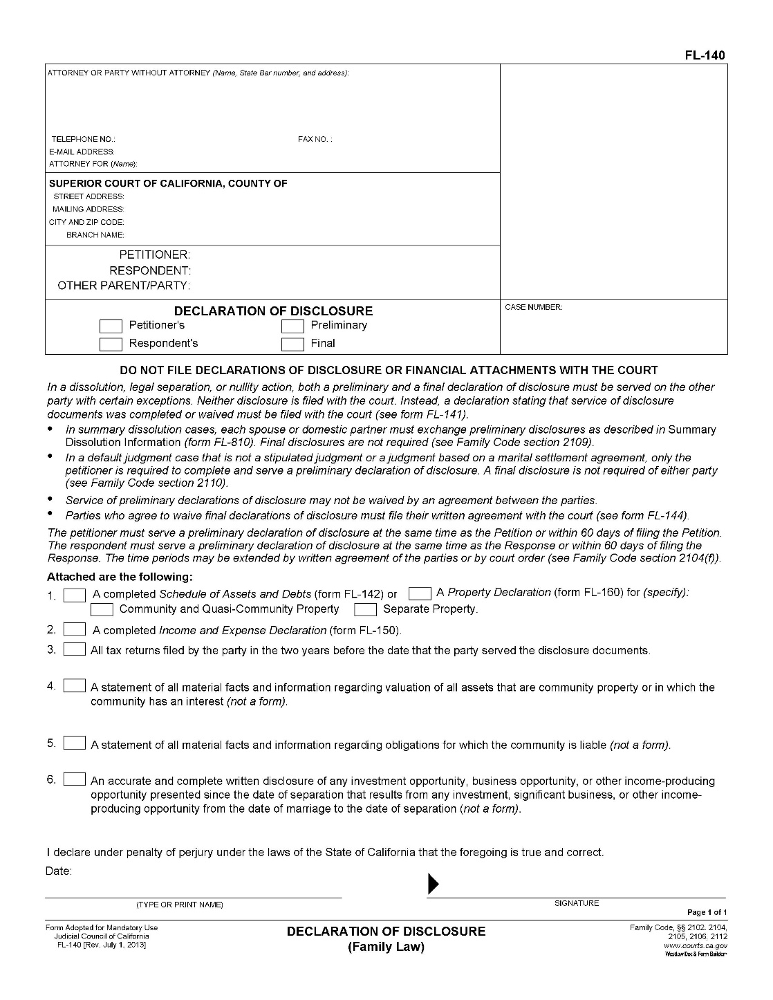 FL-140
ATTORNEY OR PARTY WITHOUT ATTORNEY (Name, State Bar number, and address):
TELEPHONE NO.: FAX NO. :
E-MAIL ADDRESS:
ATTORNEY FOR (Name):
SUPERIOR COURT OF CALIFORNIA, COUNTY OF
STREET ADDRESS:
MAILING ADDRESS:
CITY AND ZIP CODE:
BRANCH NAME:
PETITIONER:
RESPONDENT:
OTHER PARENT/PARTY:
DECLARATION OF DISCLOSURE
CASE NUMBER:
Petitioner's Preliminary
Respondent's Final
DO NOT FILE DECLARATIONS OF DISCLOSURE OR FINANCIAL ATTACHMENTS WITH THE COURT
In a dissolution, legal separation, or nullity action, both a preliminary and a final declaration of disclosure must be served on the other
party with certain exceptions. Neither disclosure is filed with the court. Instead, a declaration stating that service of disclosure
documents was completed or waived must be filed with the court (see form FL-141).
• In summary dissolution cases, each spouse or domestic partner must exchange preliminary disclosures as described in Summary
Dissolution Information (form FL-810). Final disclosures are not required (see Family Code section 2109).
• In a default judgment case that is not a stipulated judgment or a judgment based on a marital settlement agreement, only the
petitioner is required to complete and serve a preliminary declaration of disclosure. A final disclosure is not required of either party
(see Family Code section 2110).
• Service of preliminary declarations of disclosure may not be waived by an agreement between the parties.
• Parties who agree to waive final declarations of disclosure must file their written agreement with the court (see form FL-144).
The petitioner must serve a preliminary declaration of disclosure at the same time as the Petition or within 60 days of filing the Petition.
The respondent must serve a preliminary declaration of disclosure at the same time as the Response or within 60 days of filing the
Response. The time periods may be extended by written agreement of the parties or by court order (see Family Code section 2104(f)).
Attached are the following:
1. A completed Schedule of Assets and Debts (form FL-142) or A Property Declaration (form FL-160) for (specify):
Community and Quasi-Community Property Separate Property.
2. A completed Income and Expense Declaration (form FL-150).
3. All tax returns filed by the party in the two years before the date that the party served the disclosure documents.
4. A statement of all material facts and information regarding valuation of all assets that are community property or in which the
community has an interest (not a form).
5. A statement of all material facts and information regarding obligations for which the community is liable (not a form).
6. An accurate and complete written disclosure of any investment opportunity, business opportunity, or other income-producing
opportunity presented since the date of separation that results from any investment, significant business, or other income-
producing opportunity from the date of marriage to the date of separation (not a form).
I declare under penalty of perjury under the laws of the State of California that the foregoing is true and correct.
Date:
(TYPE OR PRINT NAME) SIGNATURE
Page 1 of 1
Form Adopted for Mandatory Use
Judicial Council of California
FL-140 [Rev. July 1, 2013]
DECLARATION OF DISCLOSURE
(Family Law)
Family Code, §§ 2102, 2104,
2105, 2106, 2112
www.courts.ca.gov
Westlaw Doc & Form Builder™